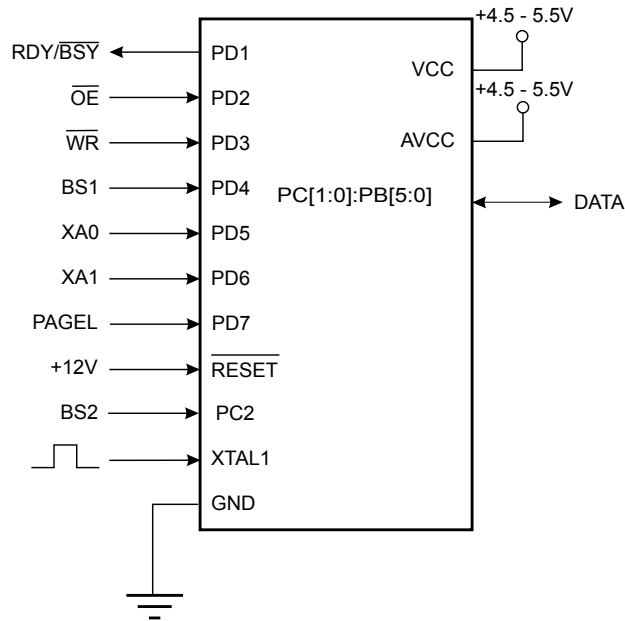 +4.5 - 5.5V
RDY/BSY
PD1
VCC
+4.5 - 5.5V
OE
PD2
WR
PD3
AVCC
BS1
PD4
PC[1:0]:PB[5:0]
DATA
XA0
PD5
XA1
PD6
PAGEL
PD7
+12V
RESET
BS2
PC2
XTAL1
GND